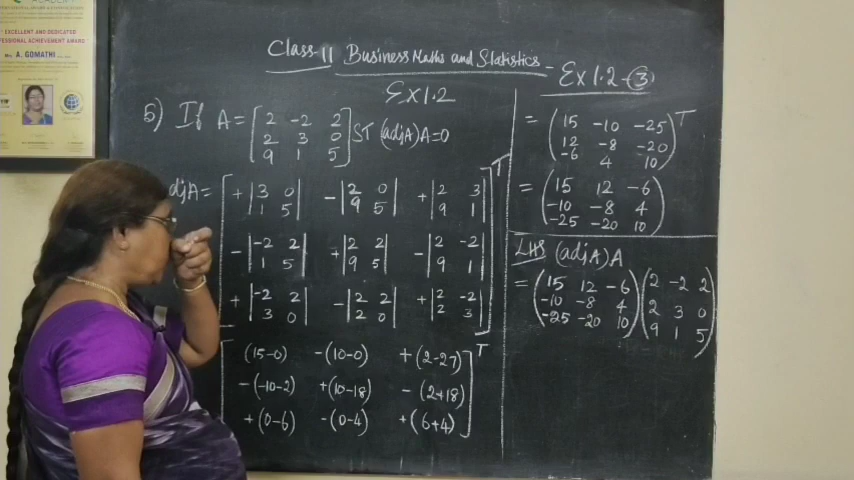 ACADEMY
EXCELLENT AND DEDICATED
PROFESSIONAL ACHIEVEMENT AWARD
Mrs. A. GOMATHI
Class-11 Business Maths and Statistics - Ex 1.2 - (3)
Ex 1.2
5) If A = [2 -2 2
2 3 0
9 1 5] ST (adjA)A=0
djA = [+|3 0| -|2 0| +|2 3|
|1 5| |9 5| |9 1|
-|-2 2| +|2 2| -|2 -2|
|1 5| |9 5| |9 1|
+|-2 2| -|2 2| +|2 -2|
|3 0| |2 0| |2 3|]T
[(15-0) -(10-0) +(2-27)
-(-10-2) +(10-18) -(2+18)
+(0-6) -(0-4) +(6+4)]T
= (15 -10 -25
12 -8 -20
-6 4 10)T
= (15 12 -6
-10 -8 4
-25 -20 10)
LHS (adjA)A
= (15 12 -6) (2 -2 2)
(-10 -8 4) (2 3 0)
(-25 -20 10) (9 1 5)